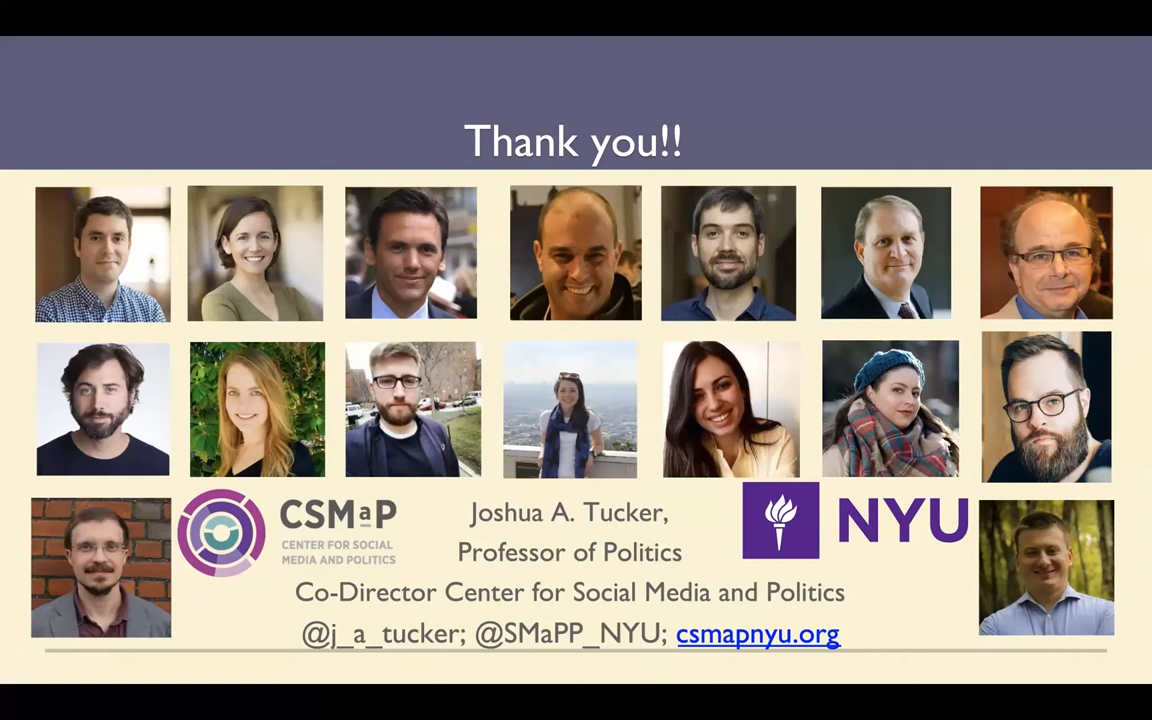 Thank you!!
CSMaP
CENTER FOR SOCIAL
MEDIA AND POLITICS
Joshua A. Tucker,
Professor of Politics
NYU
Co-Director Center for Social Media and Politics
@j_a_tucker; @SMaPP_NYU; csmapnyu.org